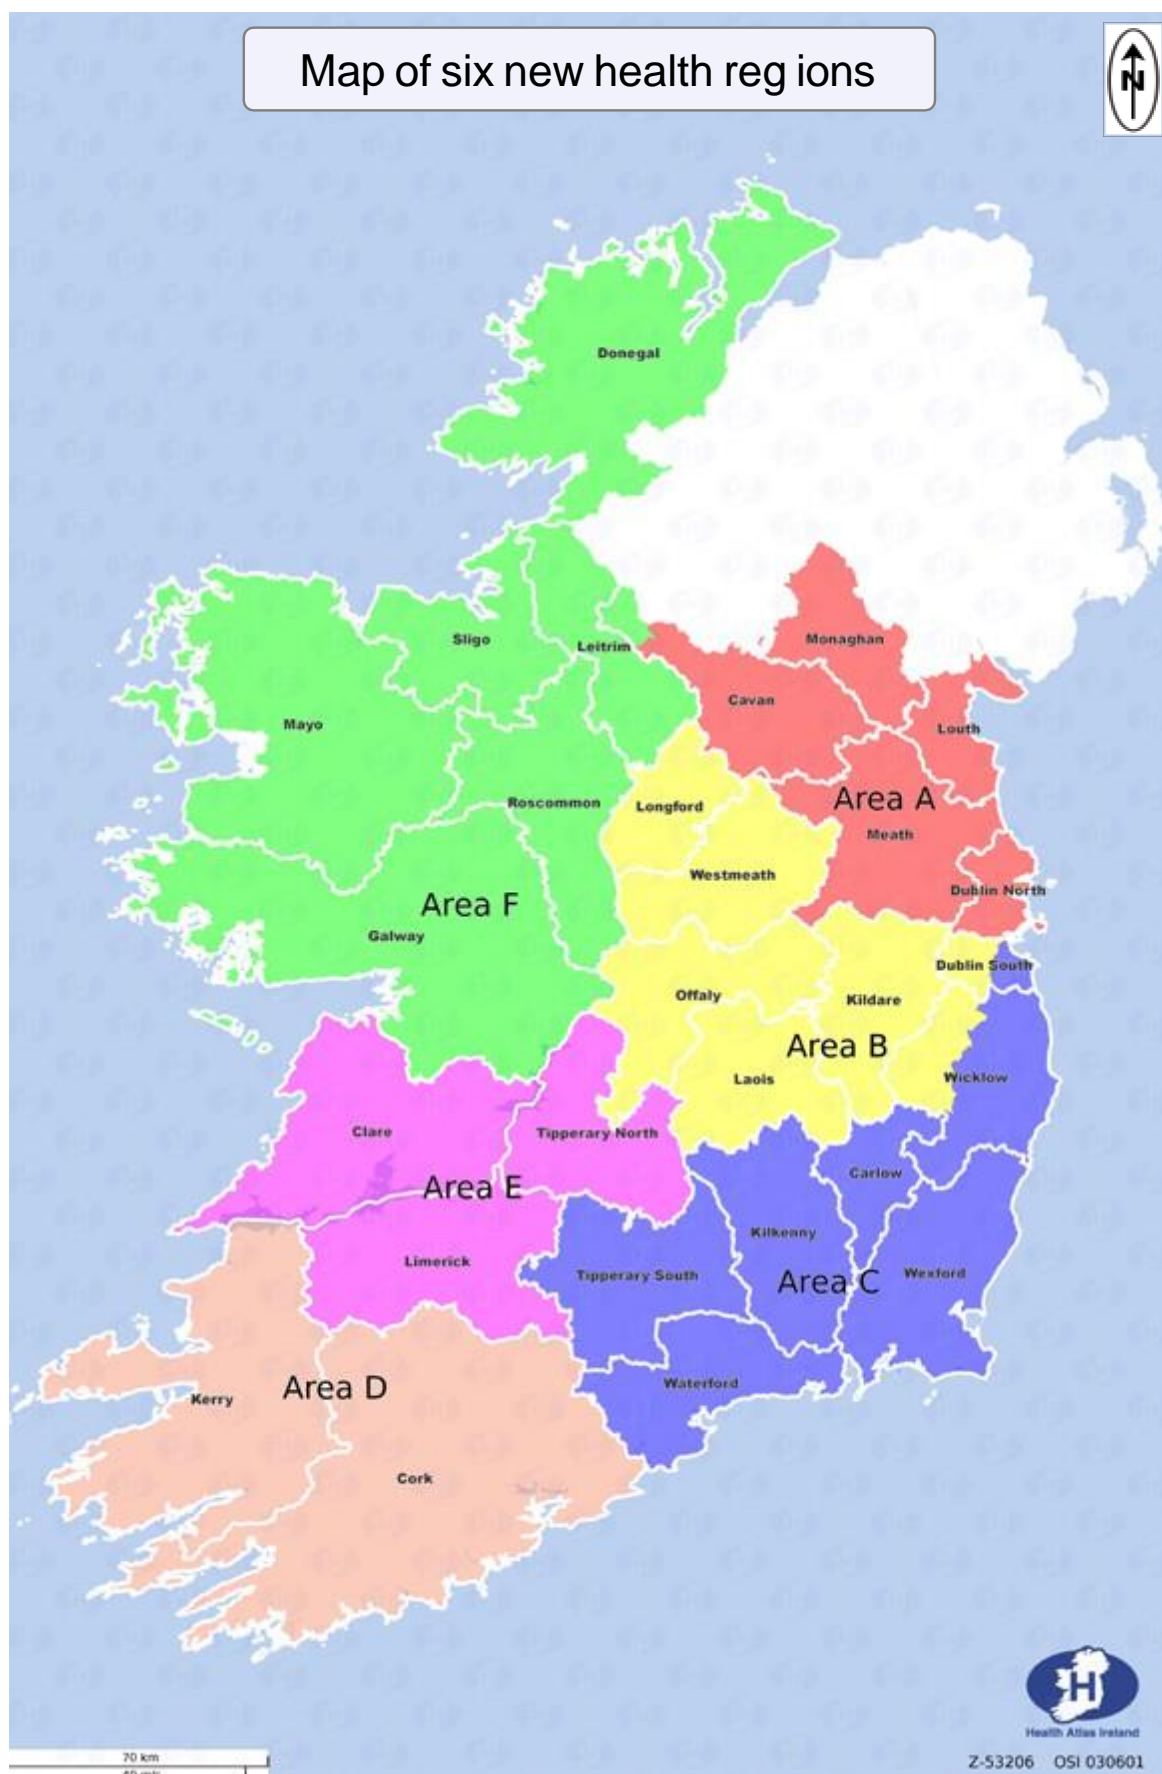 Map of six new health reg ions
N
Donegal
Monaghan
Sligo
Leitrim
Cavan
Mayo
Louth
Area A
Roscommon
Longford
Meath
Westmeath
Dublin North
Area F
Galway
Dublin South
Offaly
Kildare
Area B
Laois
Wicklow
Clare
Tipperary North
Carlow
Area E
Kilkenny
Limerick
Tipperary South
Area C
Wexford
Waterford
Area D
Kerry
Cork
H
Health Atlas Ireland
70 km
Z-53206 OSI 030601